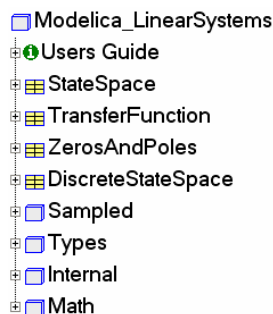 Modelica_LinearSystems
Users Guide
StateSpace
TransferFunction
ZerosAndPoles
DiscreteStateSpace
Sampled
Types
Internal
Math